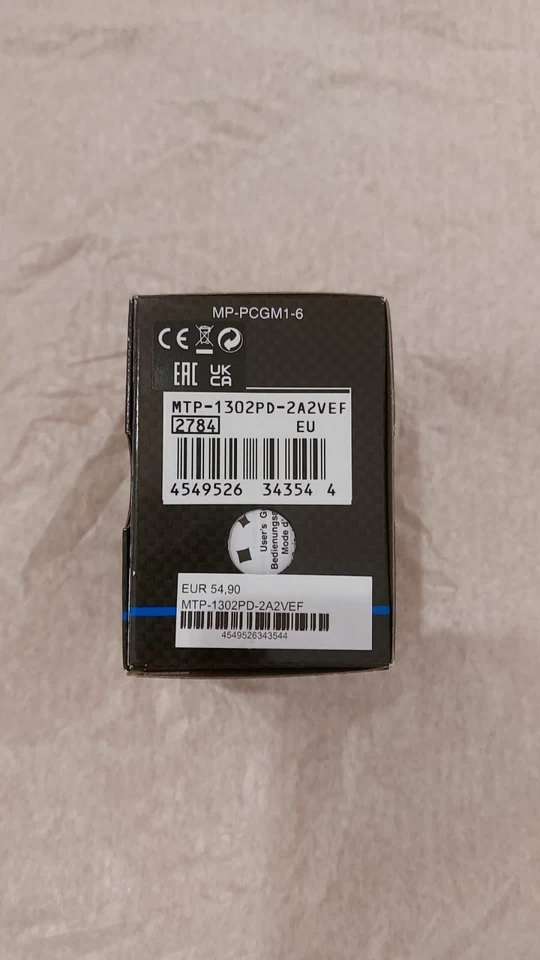 MP-PCGM1-6
CE
EAC
UK
CA
MTP-1302PD-2A2VEF
2784 EU
4549526 34354 4
User's G
Bedienungsa
Mode d'
EUR 54,90
MTP-1302PD-2A2VEF
4549526343544